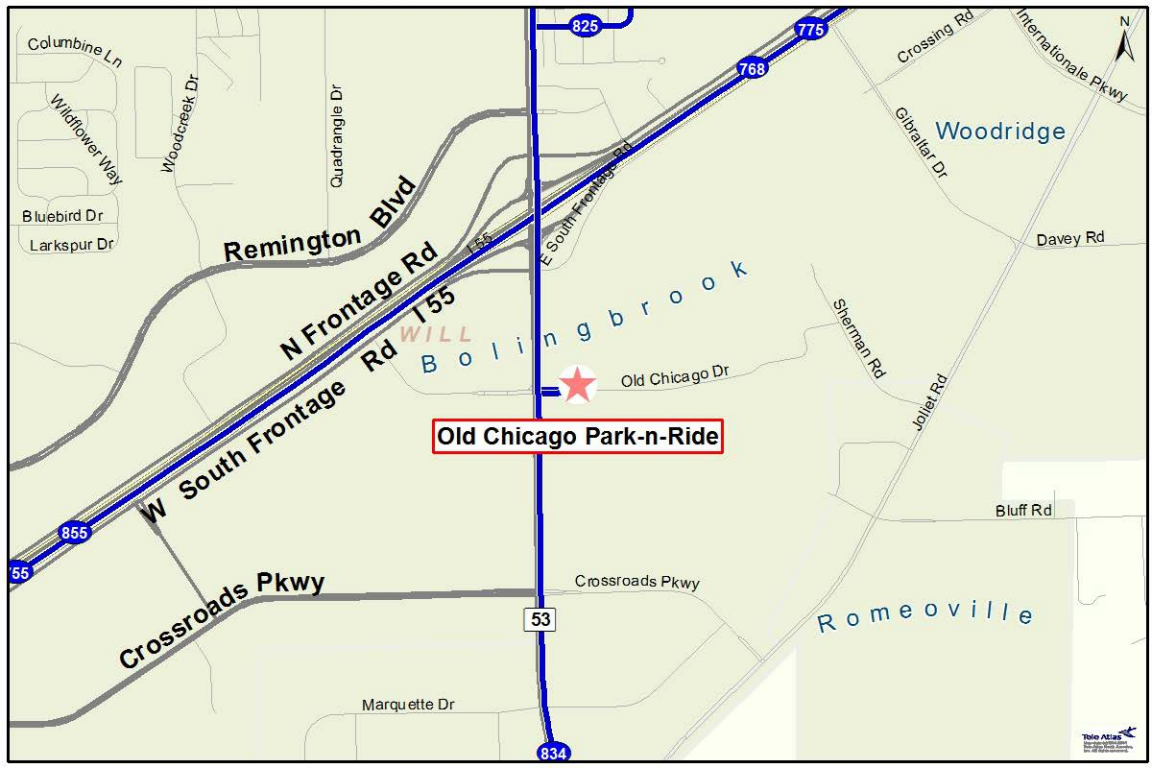 825
775
768
Crossing Rd
Internationale Pkwy
N
Columbine Ln
Wildflower Way
Woodcreek Dr
Quadrangle Dr
Gibraltar Dr
Woodridge
Bluebird Dr
Larkspur Dr
Remington Blvd
N Frontage Rd
I 55
E South Frontage Rd
Davey Rd
I 55
WILL
Bolingbrook
Sherman Rd
W South Frontage Rd
Old Chicago Dr
Joliet Rd
Old Chicago Park-n-Ride
Bluff Rd
855
55
Crossroads Pkwy
Crossroads Pkwy
53
Romeoville
Marquette Dr
834
Tele Atlas